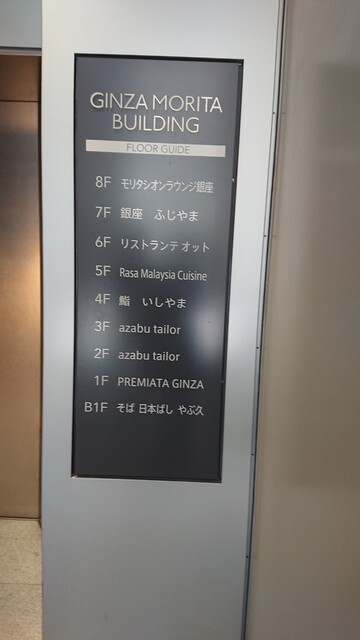 GINZA MORITA
BUILDING
FLOOR GUIDE
8F モリタシオンラウンジ銀座
7F 銀座 ふじやま
6F リストランテ オット
5F Rasa Malaysia Cuisine
4F 鮨 いしやま
3F azabu tailor
2F azabu tailor
1F PREMIATA GINZA
B1F そば 日本ばし やぶ久